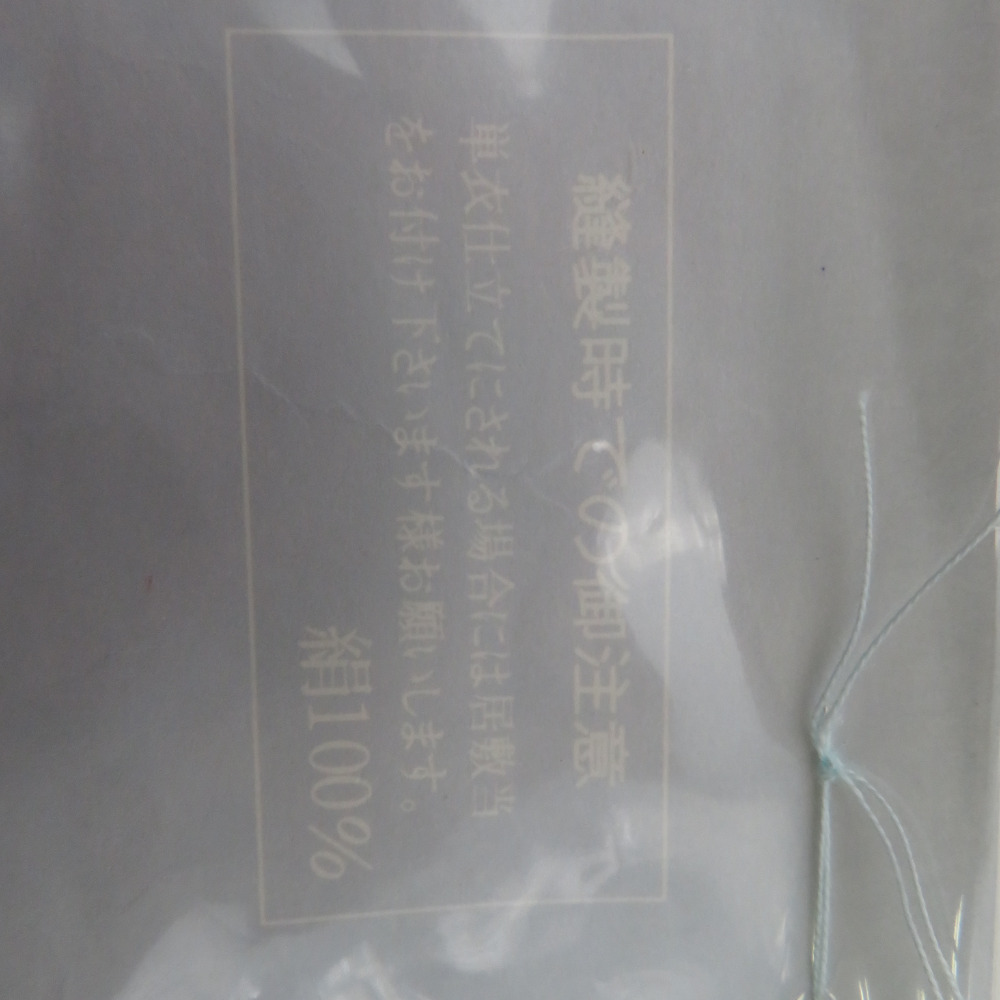 縫製時での御注意
単衣仕立てにされる場合には居敷当
をお付け下さいます様お願いします。
絹100%